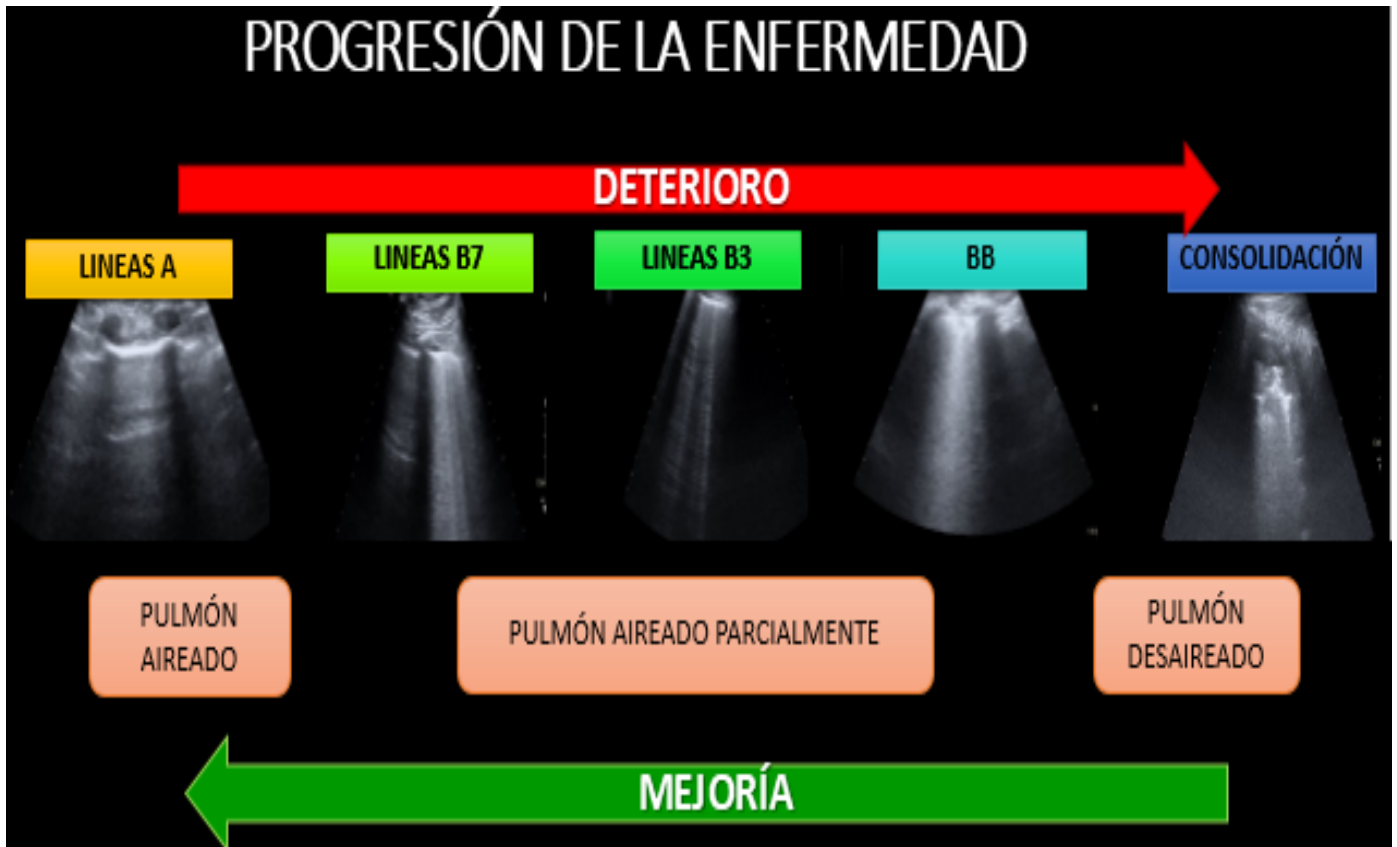 PROGRESIÓN DE LA ENFERMEDAD
DETERIORO
LINEAS A
LINEAS B7
LINEAS B3
BB
CONSOLIDACIÓN
PULMÓN
AIREADO
PULMÓN AIREADO PARCIALMENTE
PULMÓN
DESAIREADO
MEJORÍA